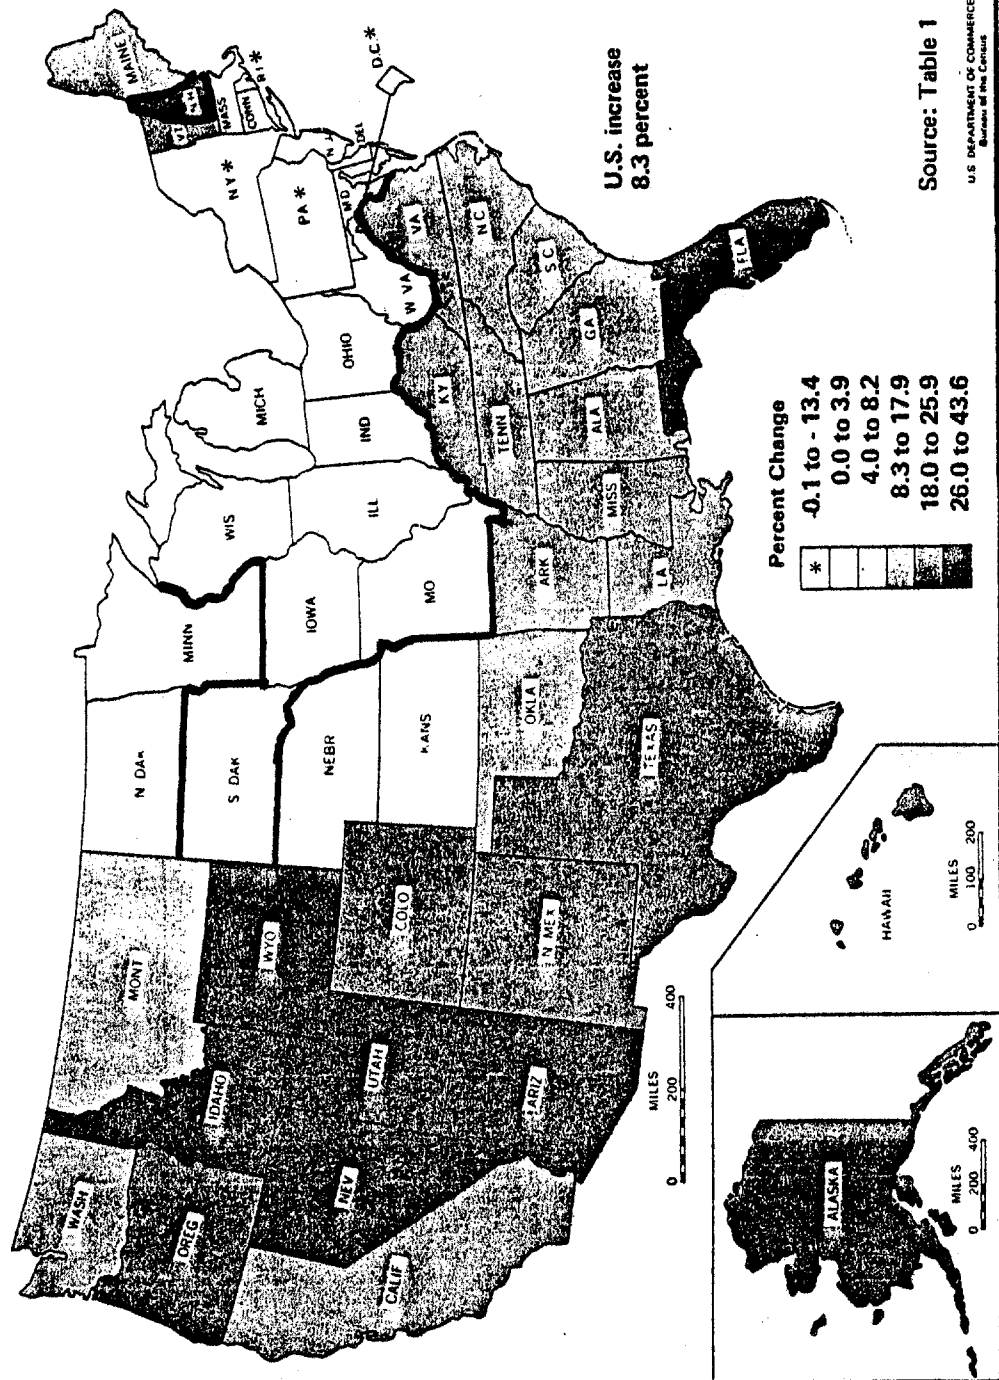 WASH
OREG
CALIF
NEV
IDAHO
MONT
WYO
UTAH
ARIZ
COLO
N MEX
N DAK
S DAK
NEBR
KANS
OKLA
TEXAS
MINN
IOWA
MO
ARK
LA
WIS
ILL
MICH
IND
OHIO
KY
TENN
MISS
ALA
GA
FLA
S C
N C
VA
W VA
PA *
NY *
MD
DEL
N J
D.C *
CONN
R I *
MASS
VT
N H
MAINE
U.S. increase
8.3 percent
Percent Change
* -0.1 to - 13.4
0.0 to 3.9
4.0 to 8.2
8.3 to 17.9
18.0 to 25.9
26.0 to 43.6
MILES
0 200 400
ALASKA
MILES
0 200 400
HAWAII
MILES
0 100 200
Source: Table 1
U.S. DEPARTMENT OF COMMERCE
Bureau of the Census